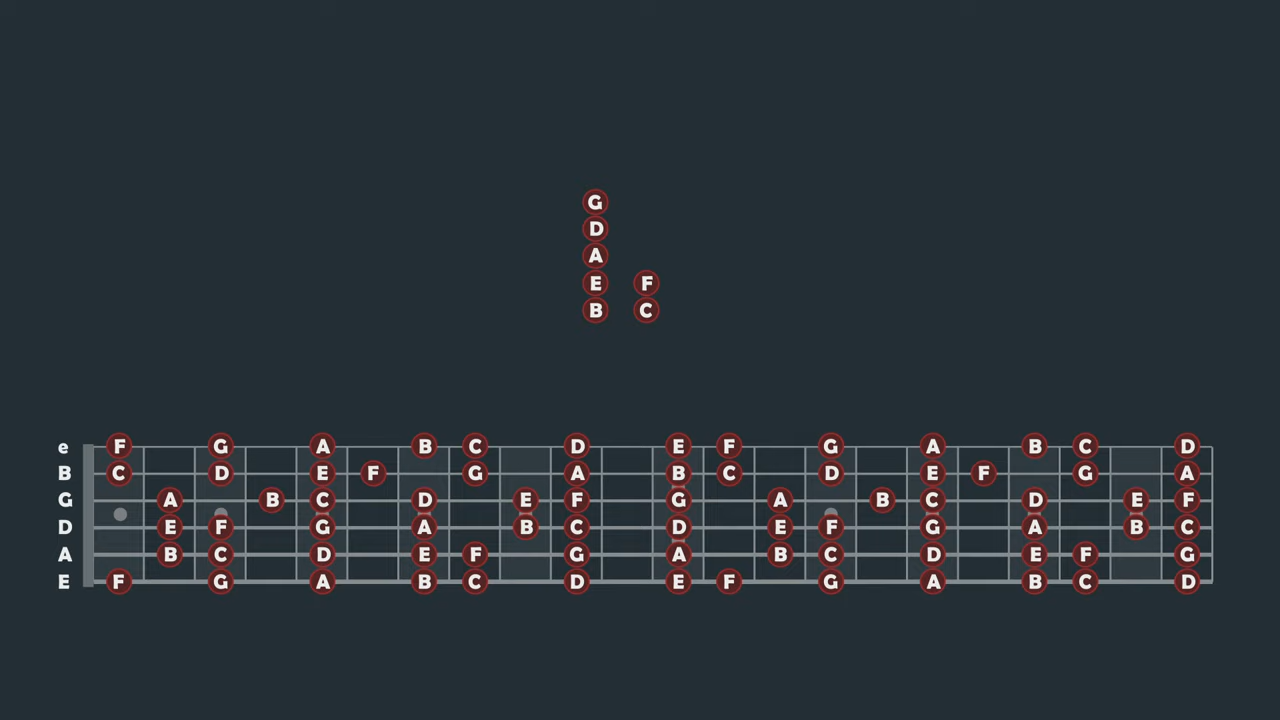 G
D
A
E F
B C
e F G A B C D E F G A B C D
B C D E F G A B C D E F G A
G A B C D E F G A B C D E F
D E F G A B C D E F G A B C
A B C D E F G A B C D E F G
E F G A B C D E F G A B C D